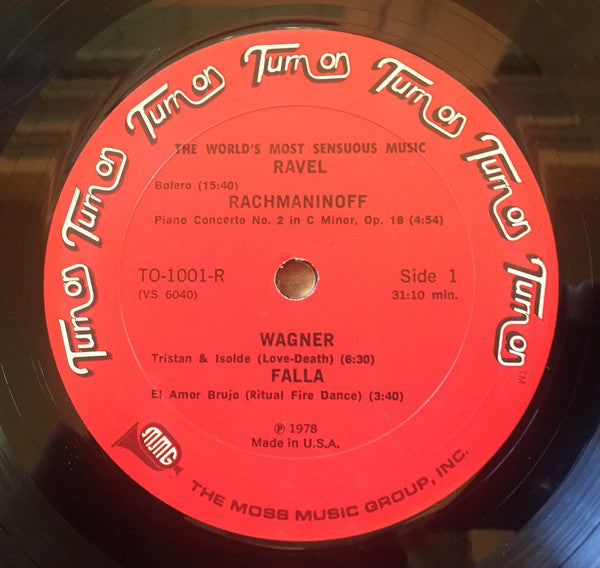 Turn on Turn on Turn on Turn on Turn on Turn on Turn on
THE WORLD'S MOST SENSUOUS MUSIC
RAVEL
Bolero (15:40)
RACHMANINOFF
Piano Concerto No. 2 in C Minor, Op. 18 (4:54)
TO-1001-R Side 1
(VS 6040) 31:10 min.
WAGNER
Tristan & Isolde (Love-Death) (6:30)
FALLA
El Amor Brujo (Ritual Fire Dance) (3:40)
℗ 1978
Made in U.S.A.
TM
MMG
THE MOSS MUSIC GROUP, INC.